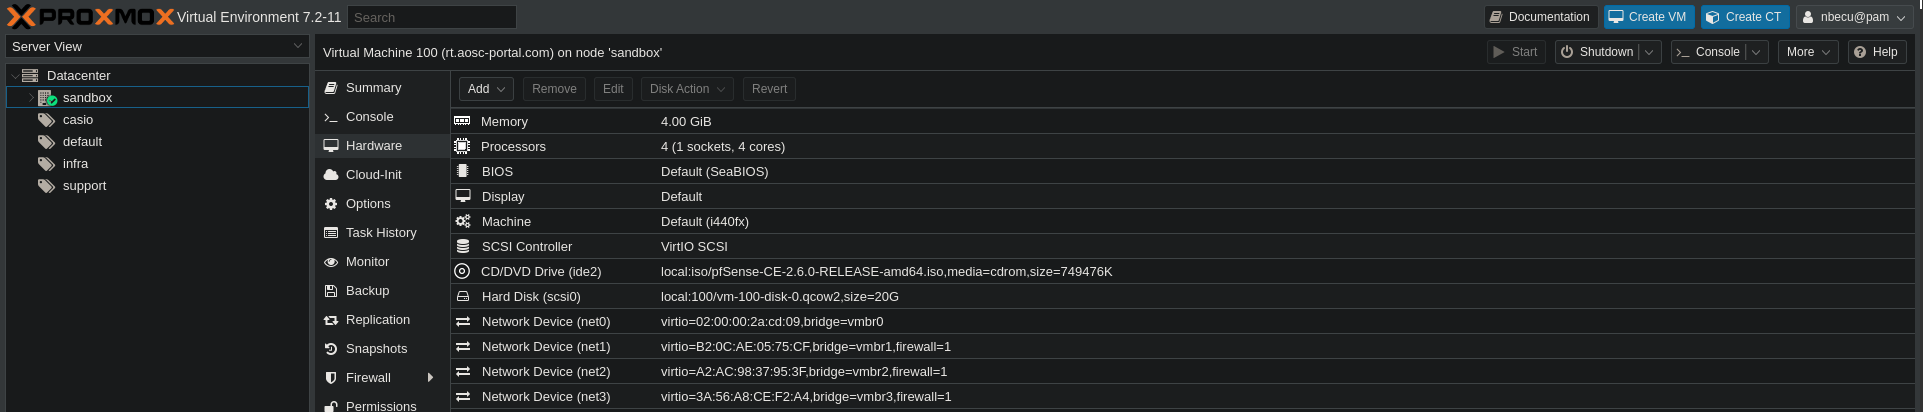 PROXMOX Virtual Environment 7.2-11 Search Documentation Create VM Create CT nbecu@pam
Server View
Virtual Machine 100 (rt.aosc-portal.com) on node 'sandbox' Start Shutdown Console More Help
Datacenter
sandbox
casio
default
infra
support
Summary
Console
Hardware
Cloud-Init
Options
Task History
Monitor
Backup
Replication
Snapshots
Firewall
Permissions
Add Remove Edit Disk Action Revert
Memory 4.00 GiB
Processors 4 (1 sockets, 4 cores)
BIOS Default (SeaBIOS)
Display Default
Machine Default (i440fx)
SCSI Controller VirtIO SCSI
CD/DVD Drive (ide2) local:iso/pfSense-CE-2.6.0-RELEASE-amd64.iso,media=cdrom,size=749476K
Hard Disk (scsi0) local:100/vm-100-disk-0.qcow2,size=20G
Network Device (net0) virtio=02:00:00:2a:cd:09,bridge=vmbr0
Network Device (net1) virtio=B2:0C:AE:05:75:CF,bridge=vmbr1,firewall=1
Network Device (net2) virtio=A2:AC:98:37:95:3F,bridge=vmbr2,firewall=1
Network Device (net3) virtio=3A:56:A8:CE:F2:A4,bridge=vmbr3,firewall=1